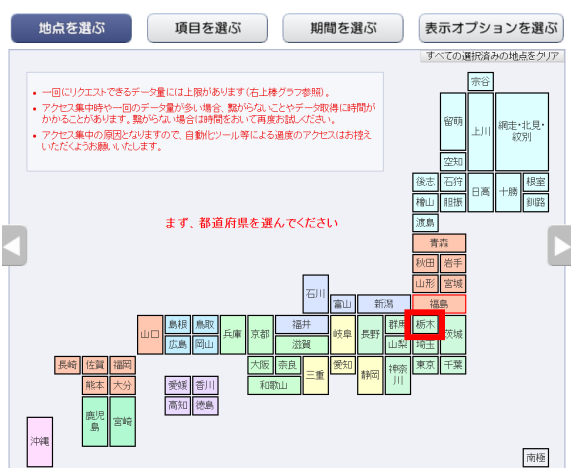 地点を選ぶ
項目を選ぶ
期間を選ぶ
表示オプションを選ぶ
すべての選択済みの地点をクリア
• 一回にリクエストできるデータ量には上限があります(右上棒グラフ参照)。
• アクセス集中時や一回のデータ量が多い場合、繋がらないことやデータ取得に時間が
かかることがあります。繋がらない場合は時間をおいて再度お試しください。
• アクセス集中の原因となりますので、自動化ツール等による過度のアクセスはお控え
いただくようお願いいたします。
まず、都道府県を選んでください
宗谷
留萌
上川
網走・北見・
紋別
空知
後志
石狩
日高
十勝
根室
檜山
胆振
釧路
渡島
青森
秋田
岩手
山形
宮城
石川
富山
新潟
福島
山口
島根
鳥取
兵庫
京都
福井
岐阜
長野
群馬
栃木
茨城
広島
岡山
滋賀
山梨
埼玉
長崎
佐賀
福岡
大阪
奈良
三重
愛知
静岡
神奈
川
東京
千葉
熊本
大分
愛媛
香川
和歌山
鹿児
島
宮崎
高知
徳島
沖縄
南極